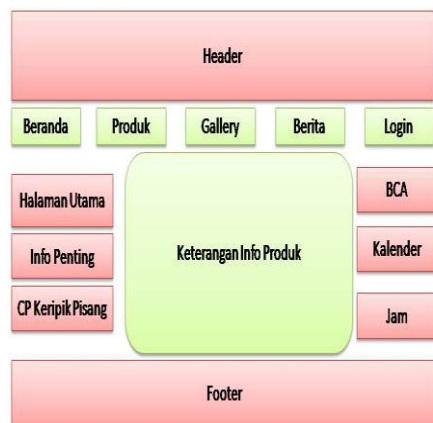 Header
Beranda
Produk
Gallery
Berita
Login
Halaman Utama
Info Penting
CP Keripik Pisang
Keterangan Info Produk
BCA
Kalender
Jam
Footer